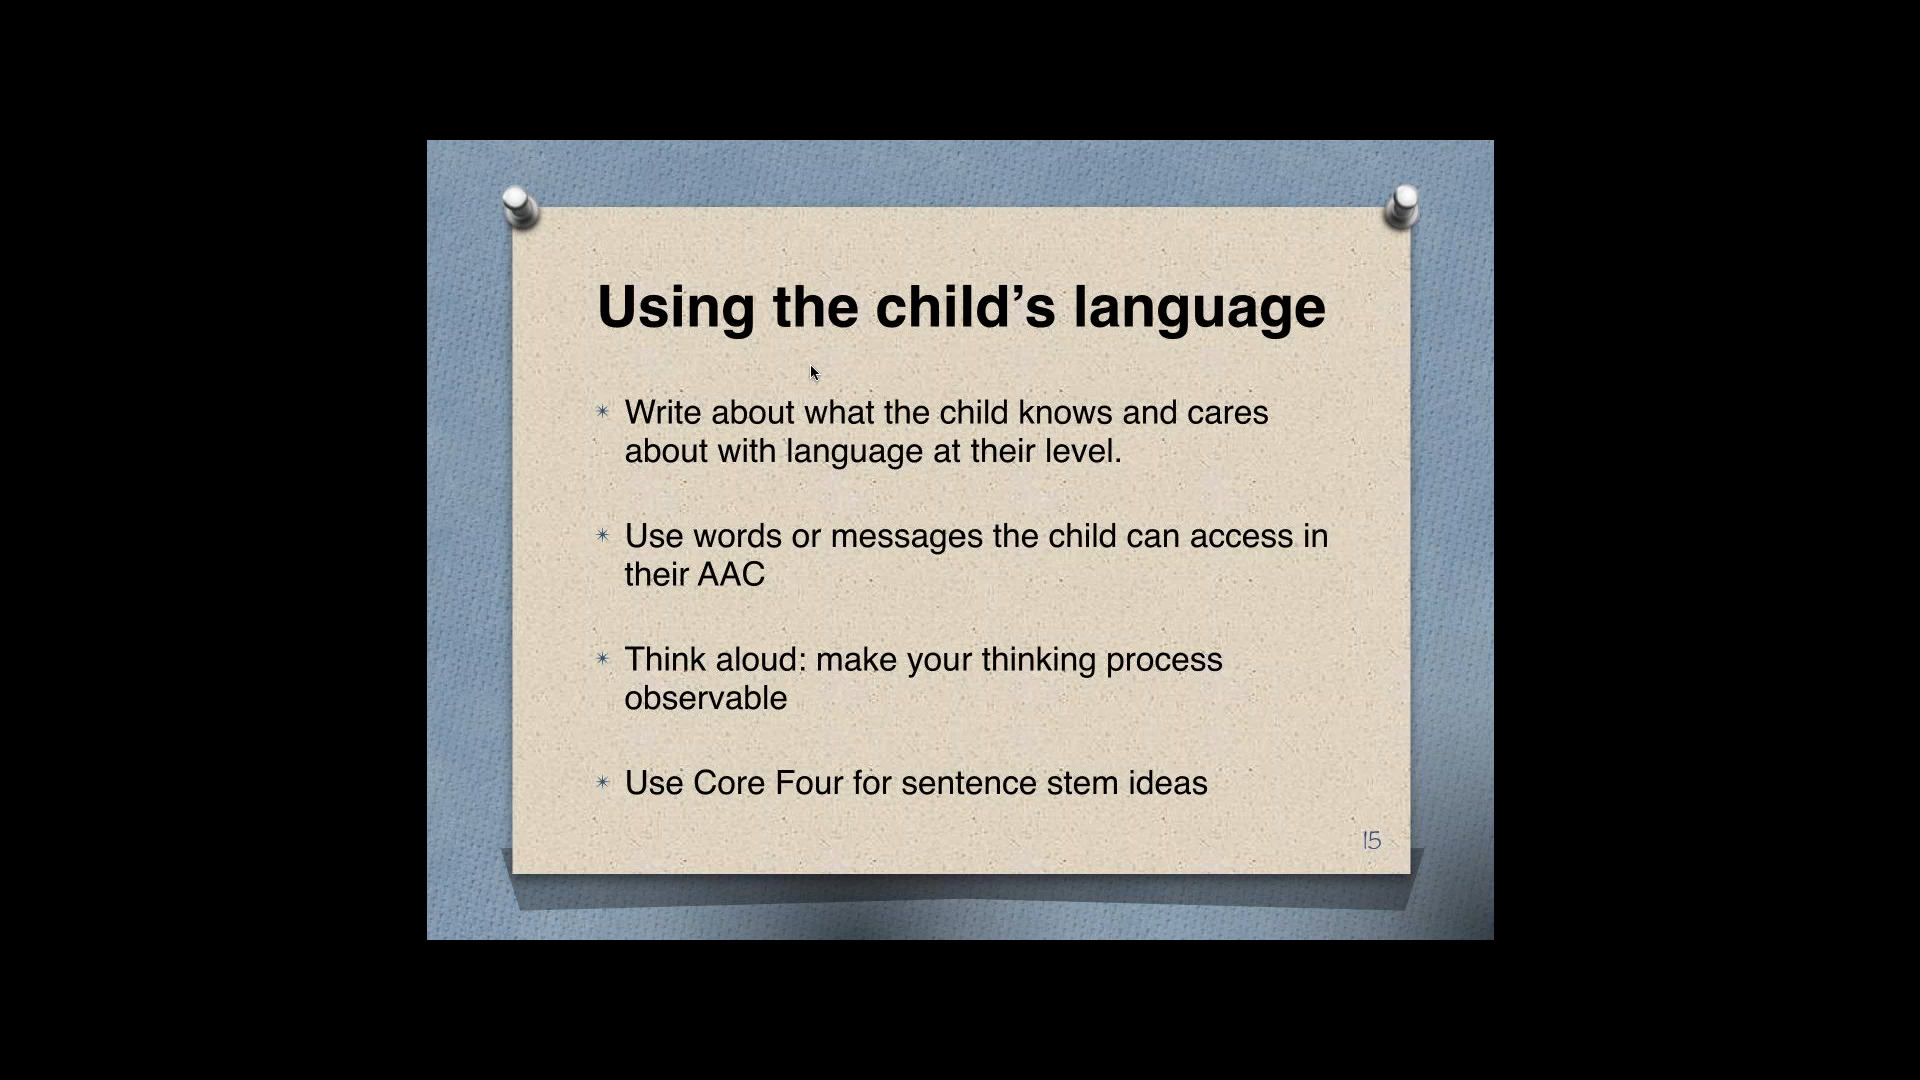 Using the child’s language
Write about what the child knows and cares
about with language at their level.
Use words or messages the child can access in
their AAC
Think aloud: make your thinking process
observable
Use Core Four for sentence stem ideas
15